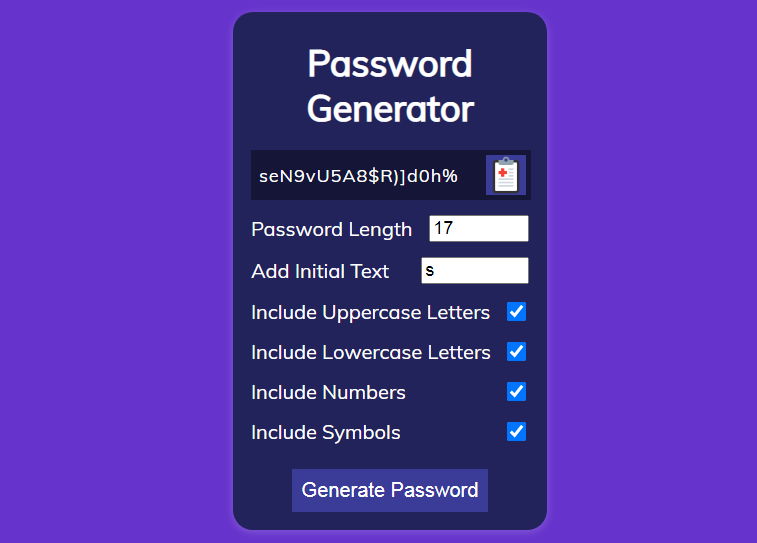 Password
Generator
seN9vU5A8$R)]d0h%
Password Length 17
Add Initial Text s
Include Uppercase Letters
Include Lowercase Letters
Include Numbers
Include Symbols
Generate Password